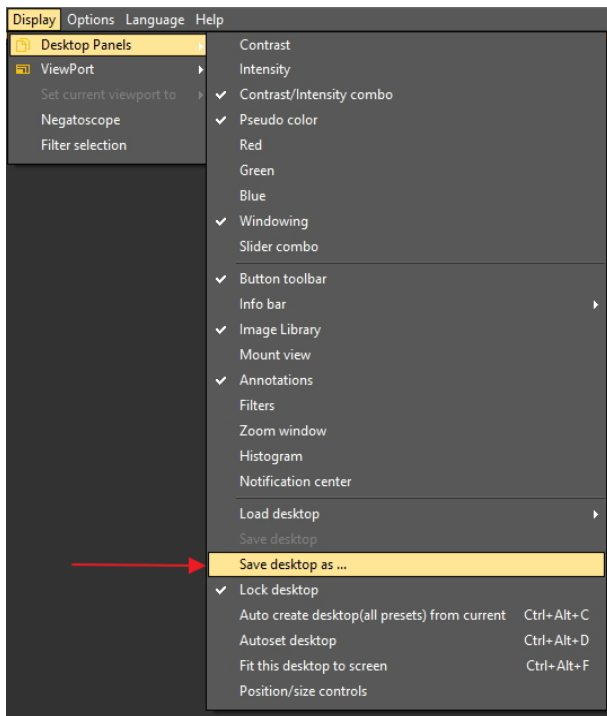 Display Options Language Help
Desktop Panels
ViewPort
Set current viewport to
Negatoscope
Filter selection
Contrast
Intensity
Contrast/Intensity combo
Pseudo color
Red
Green
Blue
Windowing
Slider combo
Button toolbar
Info bar
Image Library
Mount view
Annotations
Filters
Zoom window
Histogram
Notification center
Load desktop
Save desktop
Save desktop as ...
Lock desktop
Auto create desktop(all presets) from current Ctrl+Alt+C
Autoset desktop Ctrl+Alt+D
Fit this desktop to screen Ctrl+Alt+F
Position/size controls